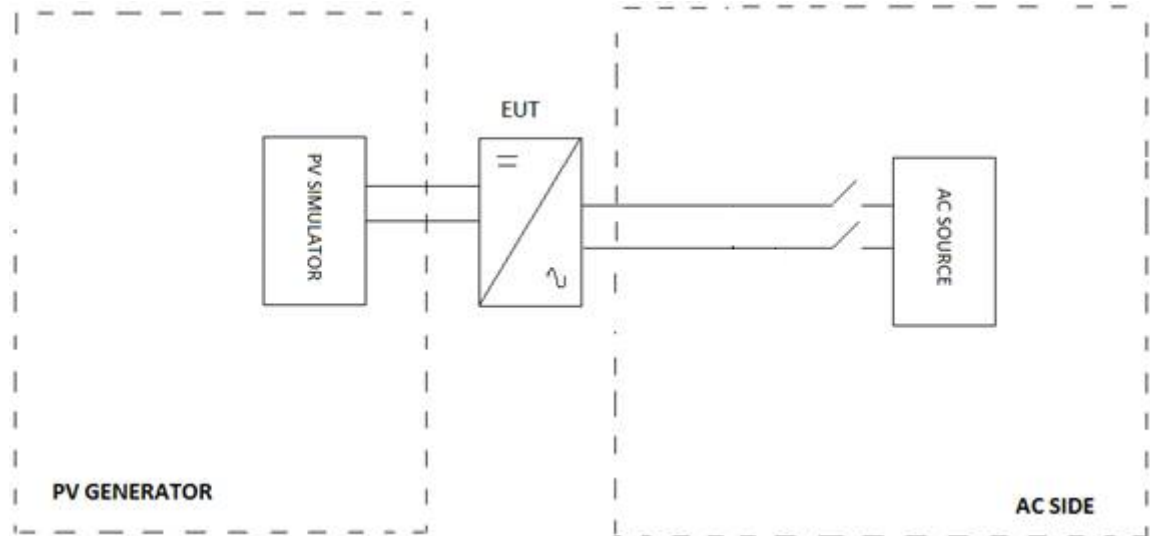 EUT
PV SIMULATOR
AC SOURCE
PV GENERATOR
AC SIDE